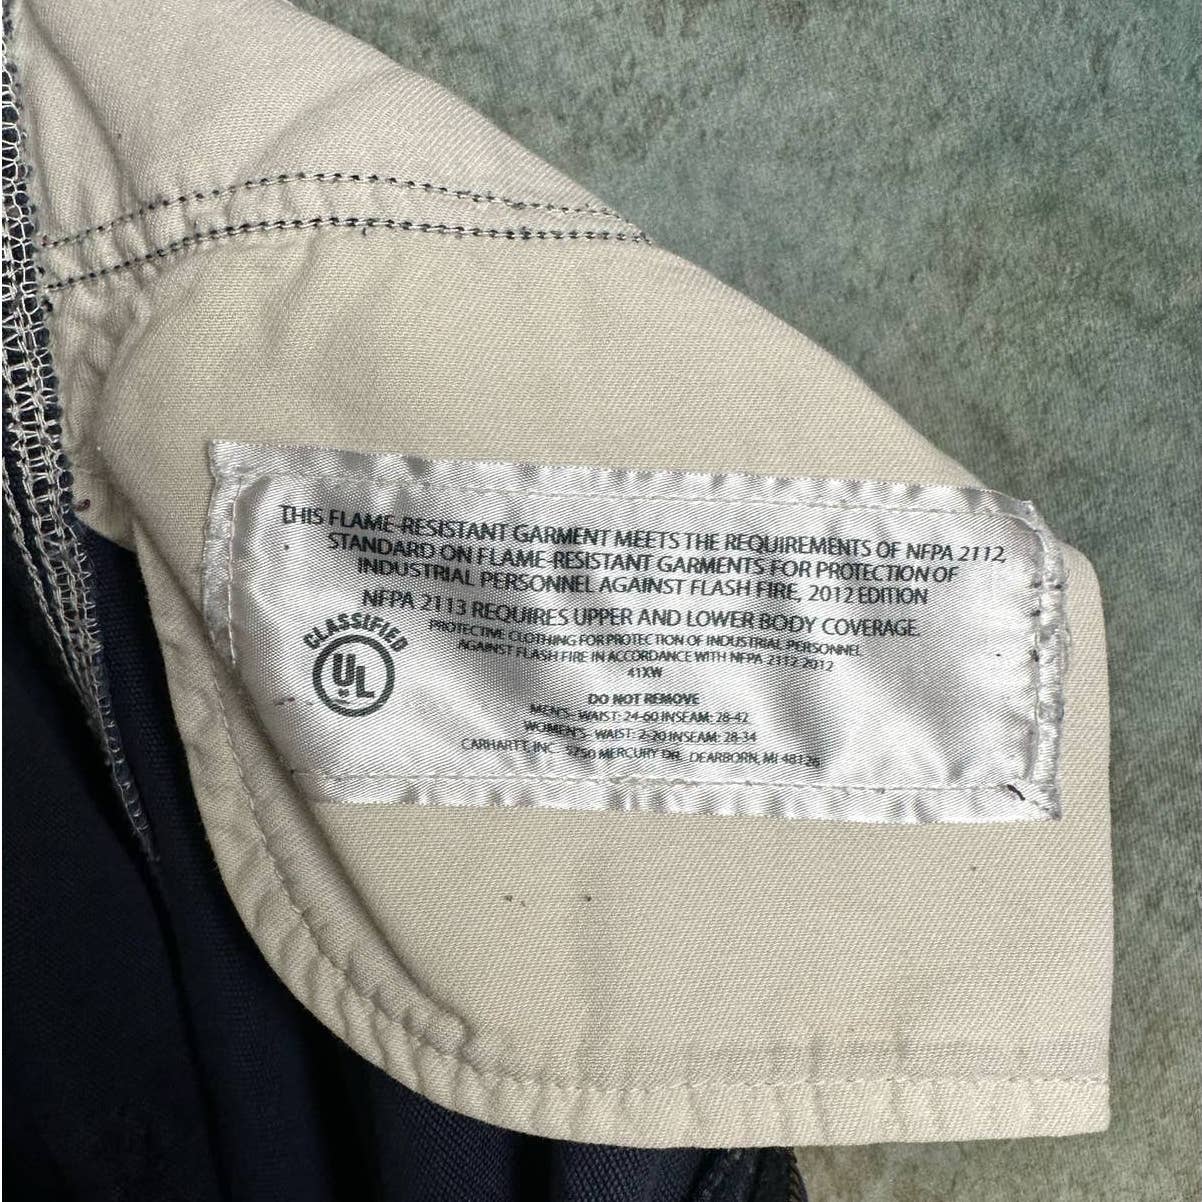 THIS FLAME-RESISTANT GARMENT MEETS THE REQUIREMENTS OF NFPA 2112,
STANDARD ON FLAME-RESISTANT GARMENTS FOR PROTECTION OF
INDUSTRIAL PERSONNEL AGAINST FLASH FIRE, 2012 EDITION
NFPA 2113 REQUIRES UPPER AND LOWER BODY COVERAGE.
CLASSIFIED
UL
PROTECTIVE CLOTHING FOR PROTECTION OF INDUSTRIAL PERSONNEL
AGAINST FLASH FIRE IN ACCORDANCE WITH NFPA 2112-2012
41XW
DO NOT REMOVE
MEN'S- WAIST: 24-60 INSEAM: 28-42
WOMEN'S- WAIST: 2-20 INSEAM: 28-34
CARHARTT, INC. 5750 MERCURY DR. DEARBORN, MI 48126